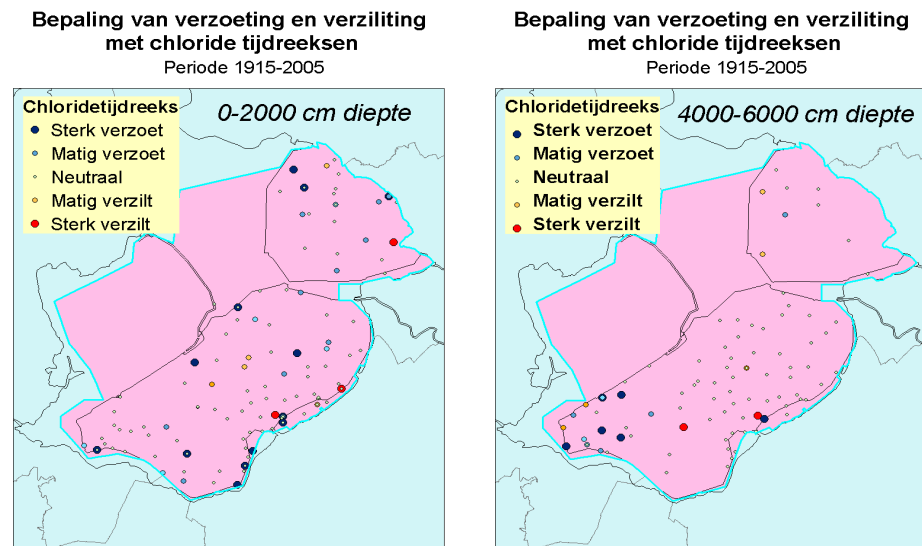 Bepaling van verzoeting en verziliting
met chloride tijdreeksen
Periode 1915-2005
Chloridetijdreeks
0-2000 cm diepte
Sterk verzoet
Matig verzoet
Neutraal
Matig verzilt
Sterk verzilt
Bepaling van verzoeting en verziliting
met chloride tijdreeksen
Periode 1915-2005
Chloridetijdreeks
4000-6000 cm diepte
Sterk verzoet
Matig verzoet
Neutraal
Matig verzilt
Sterk verzilt